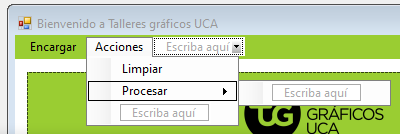 Bienvenido a Talleres gráficos UCA
Encargar Acciones Escriba aquí
Limpiar
Procesar Escriba aquí
Escriba aquí
UG GRÁFICOS
UCA